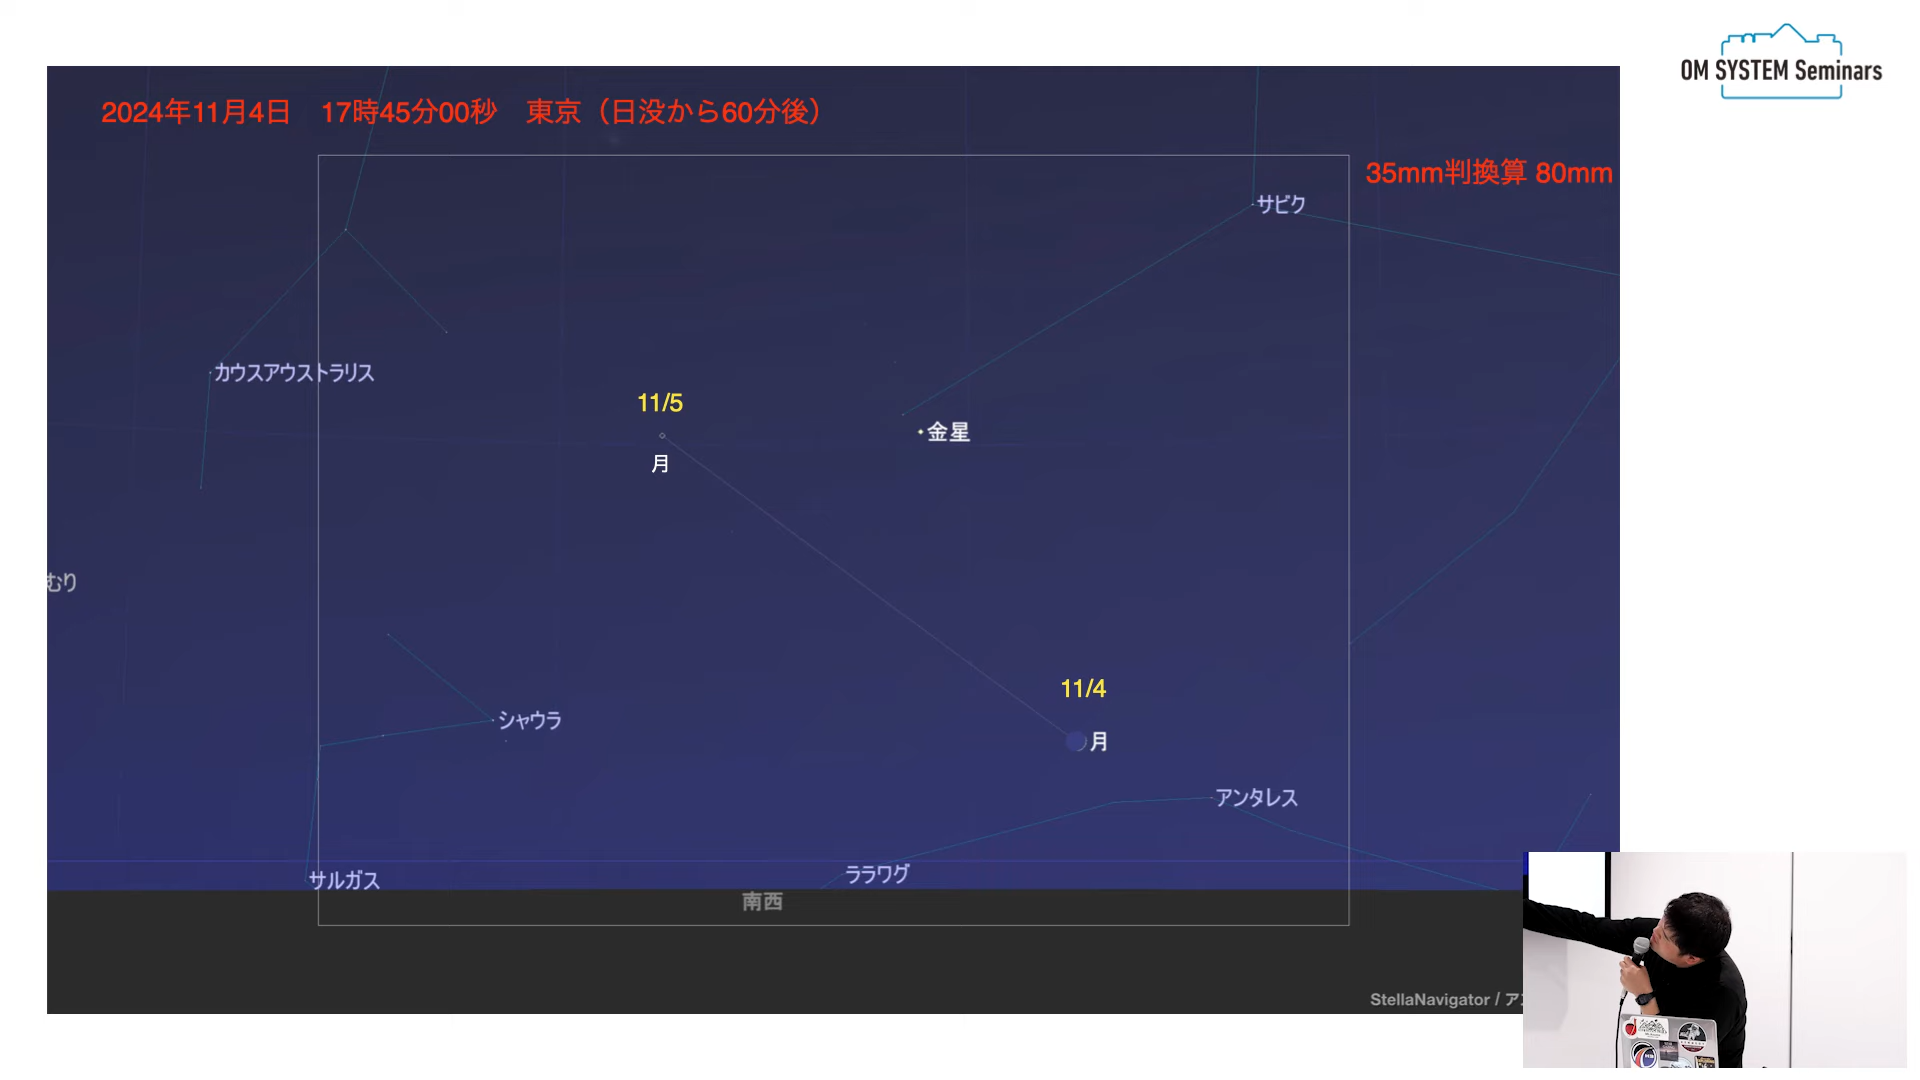 OM SYSTEM Seminars
2024年11月4日 17時45分00秒 東京（日没から60分後）
35mm判換算 80mm
サビク
カウスアウストラリス
11/5
金星
月
むり
11/4
シャウラ
月
アンタレス
ララワグ
サルガス
南西
StellaNavigator / ア